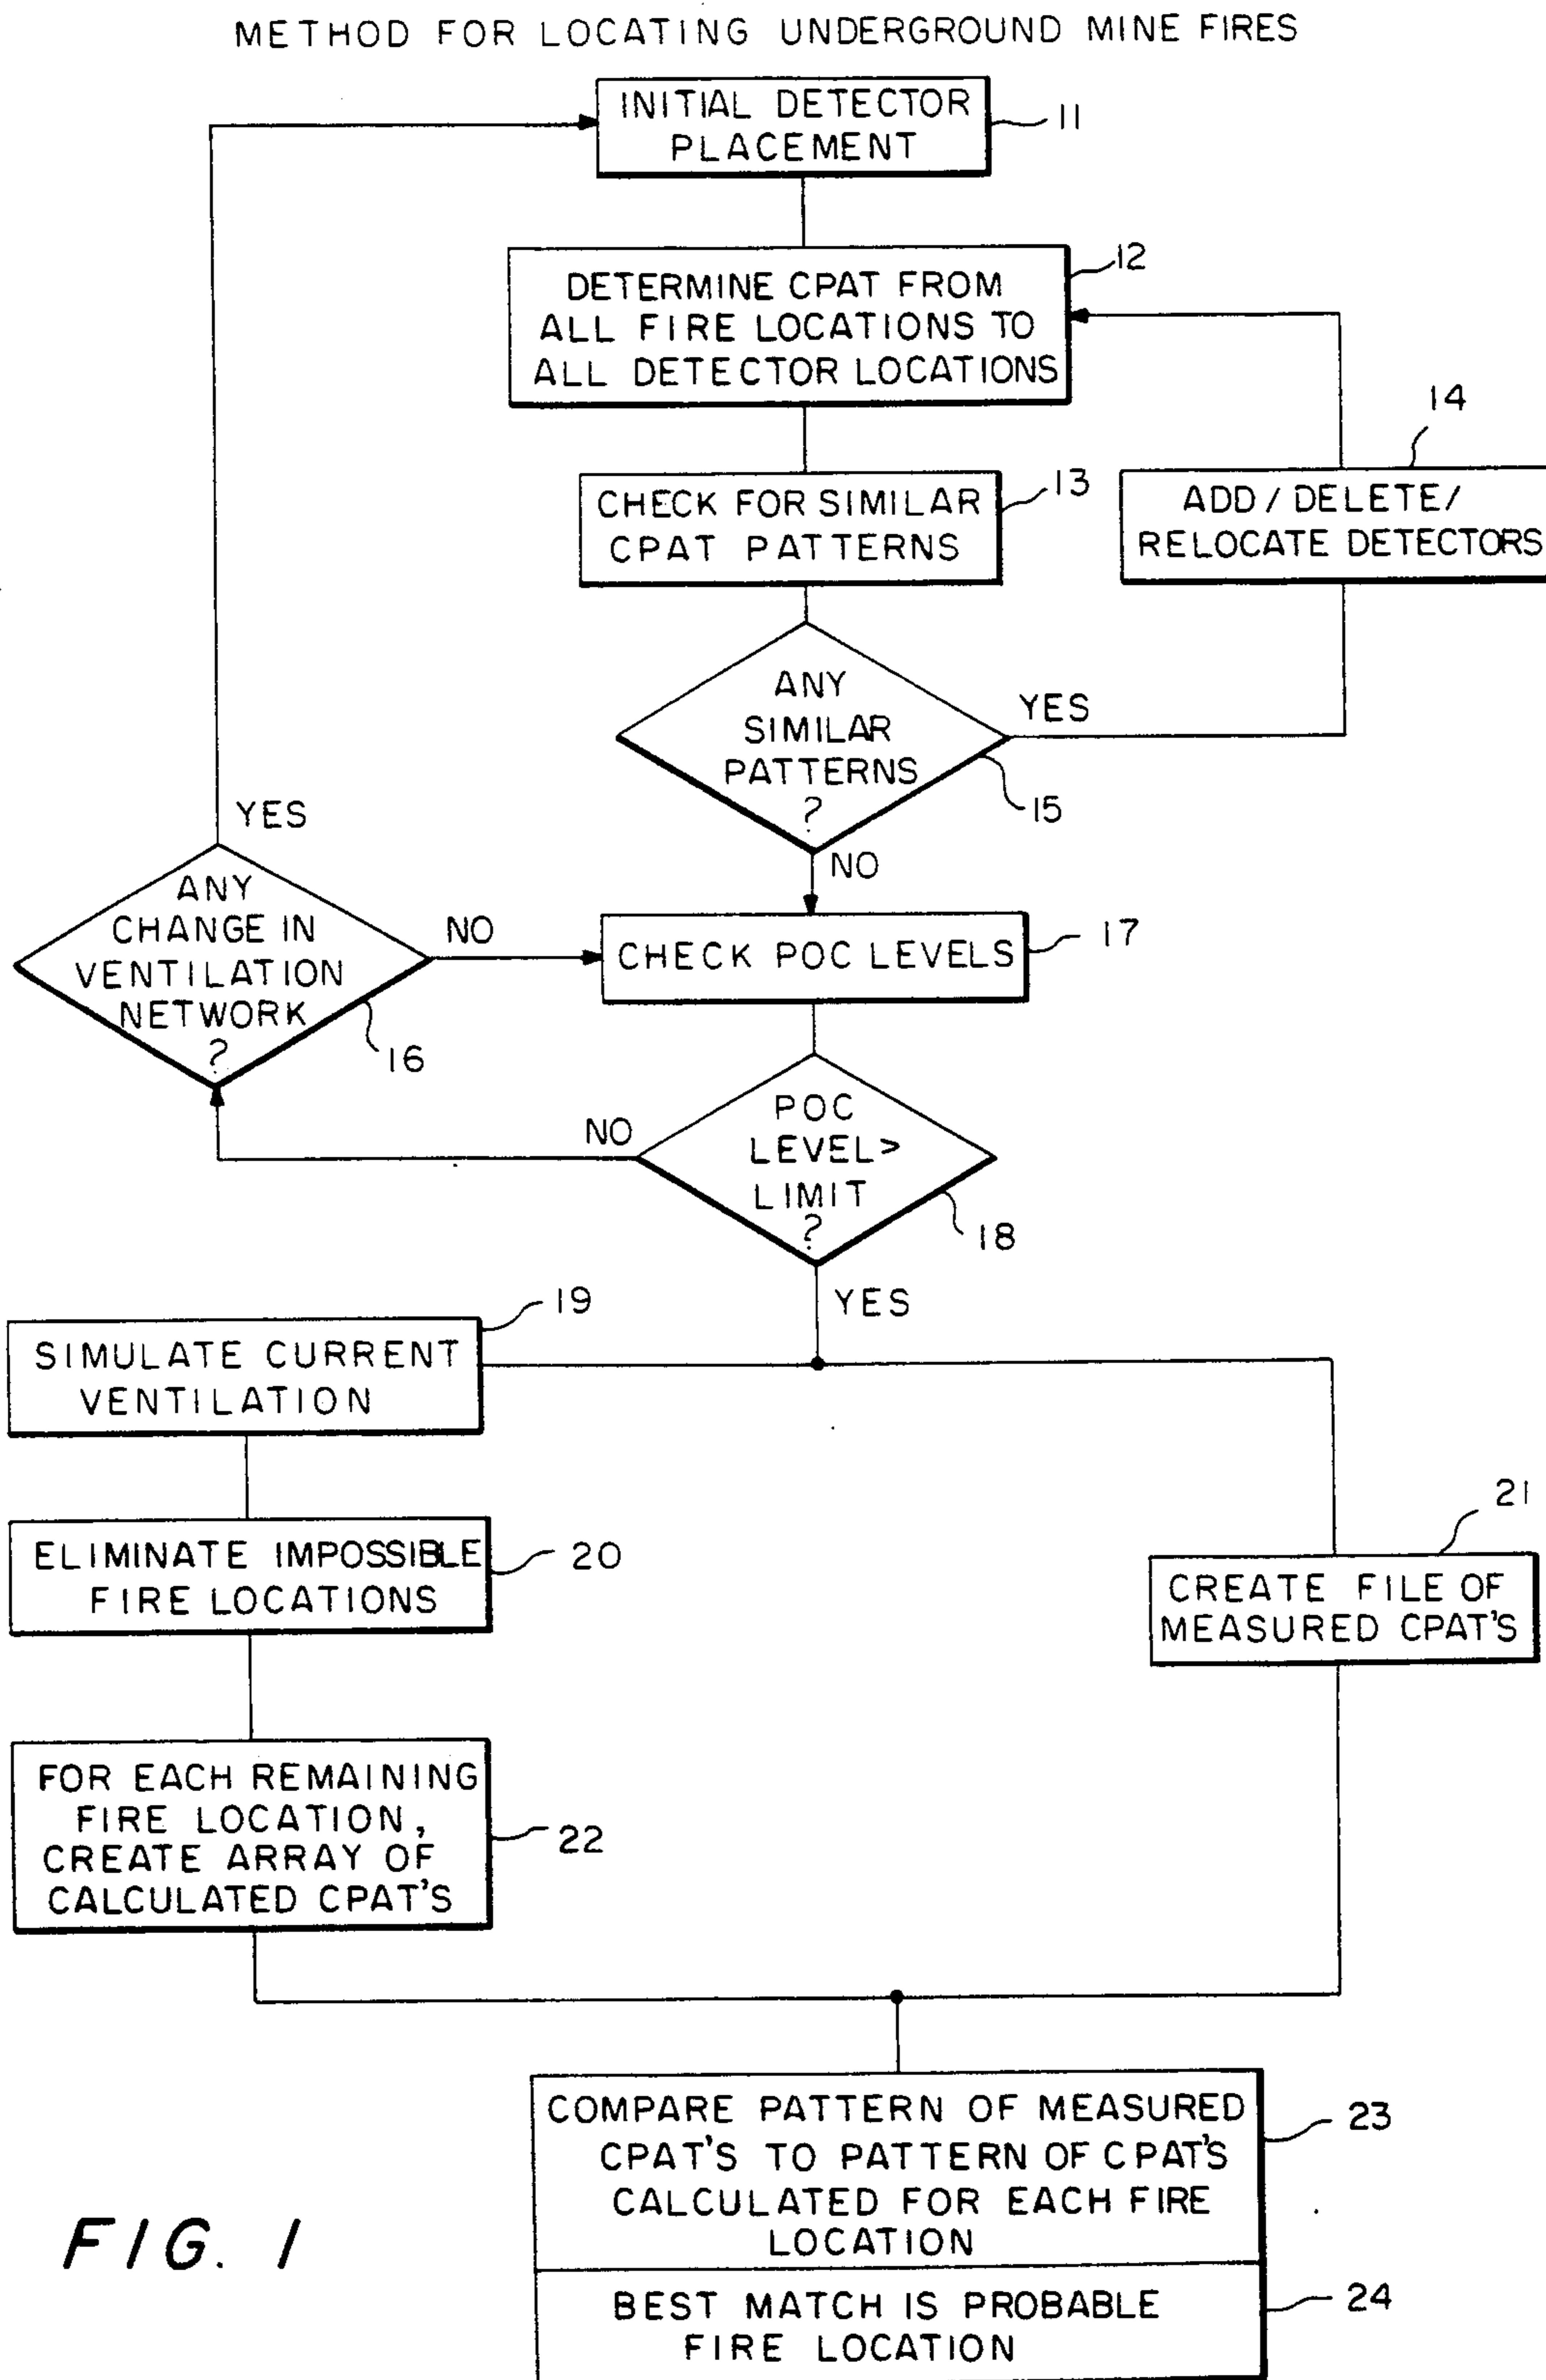 METHOD FOR LOCATING UNDERGROUND MINE FIRES
INITIAL DETECTOR
PLACEMENT
11
DETERMINE CPAT FROM
ALL FIRE LOCATIONS TO
ALL DETECTOR LOCATIONS
12
CHECK FOR SIMILAR
CPAT PATTERNS
13
14
ADD / DELETE /
RELOCATE DETECTORS
ANY
SIMILAR
PATTERNS
?
15
YES
NO
YES
ANY
CHANGE IN
VENTILATION
NETWORK
?
16
NO
CHECK POC LEVELS
17
POC
LEVEL>
LIMIT
?
18
NO
YES
19
SIMULATE CURRENT
VENTILATION
ELIMINATE IMPOSSIBLE
FIRE LOCATIONS
20
21
CREATE FILE OF
MEASURED CPAT'S
FOR EACH REMAINING
FIRE LOCATION,
CREATE ARRAY OF
CALCULATED CPAT'S
22
COMPARE PATTERN OF MEASURED
CPAT'S TO PATTERN OF CPAT'S
CALCULATED FOR EACH FIRE
LOCATION
23
BEST MATCH IS PROBABLE
FIRE LOCATION
24
FIG. 1